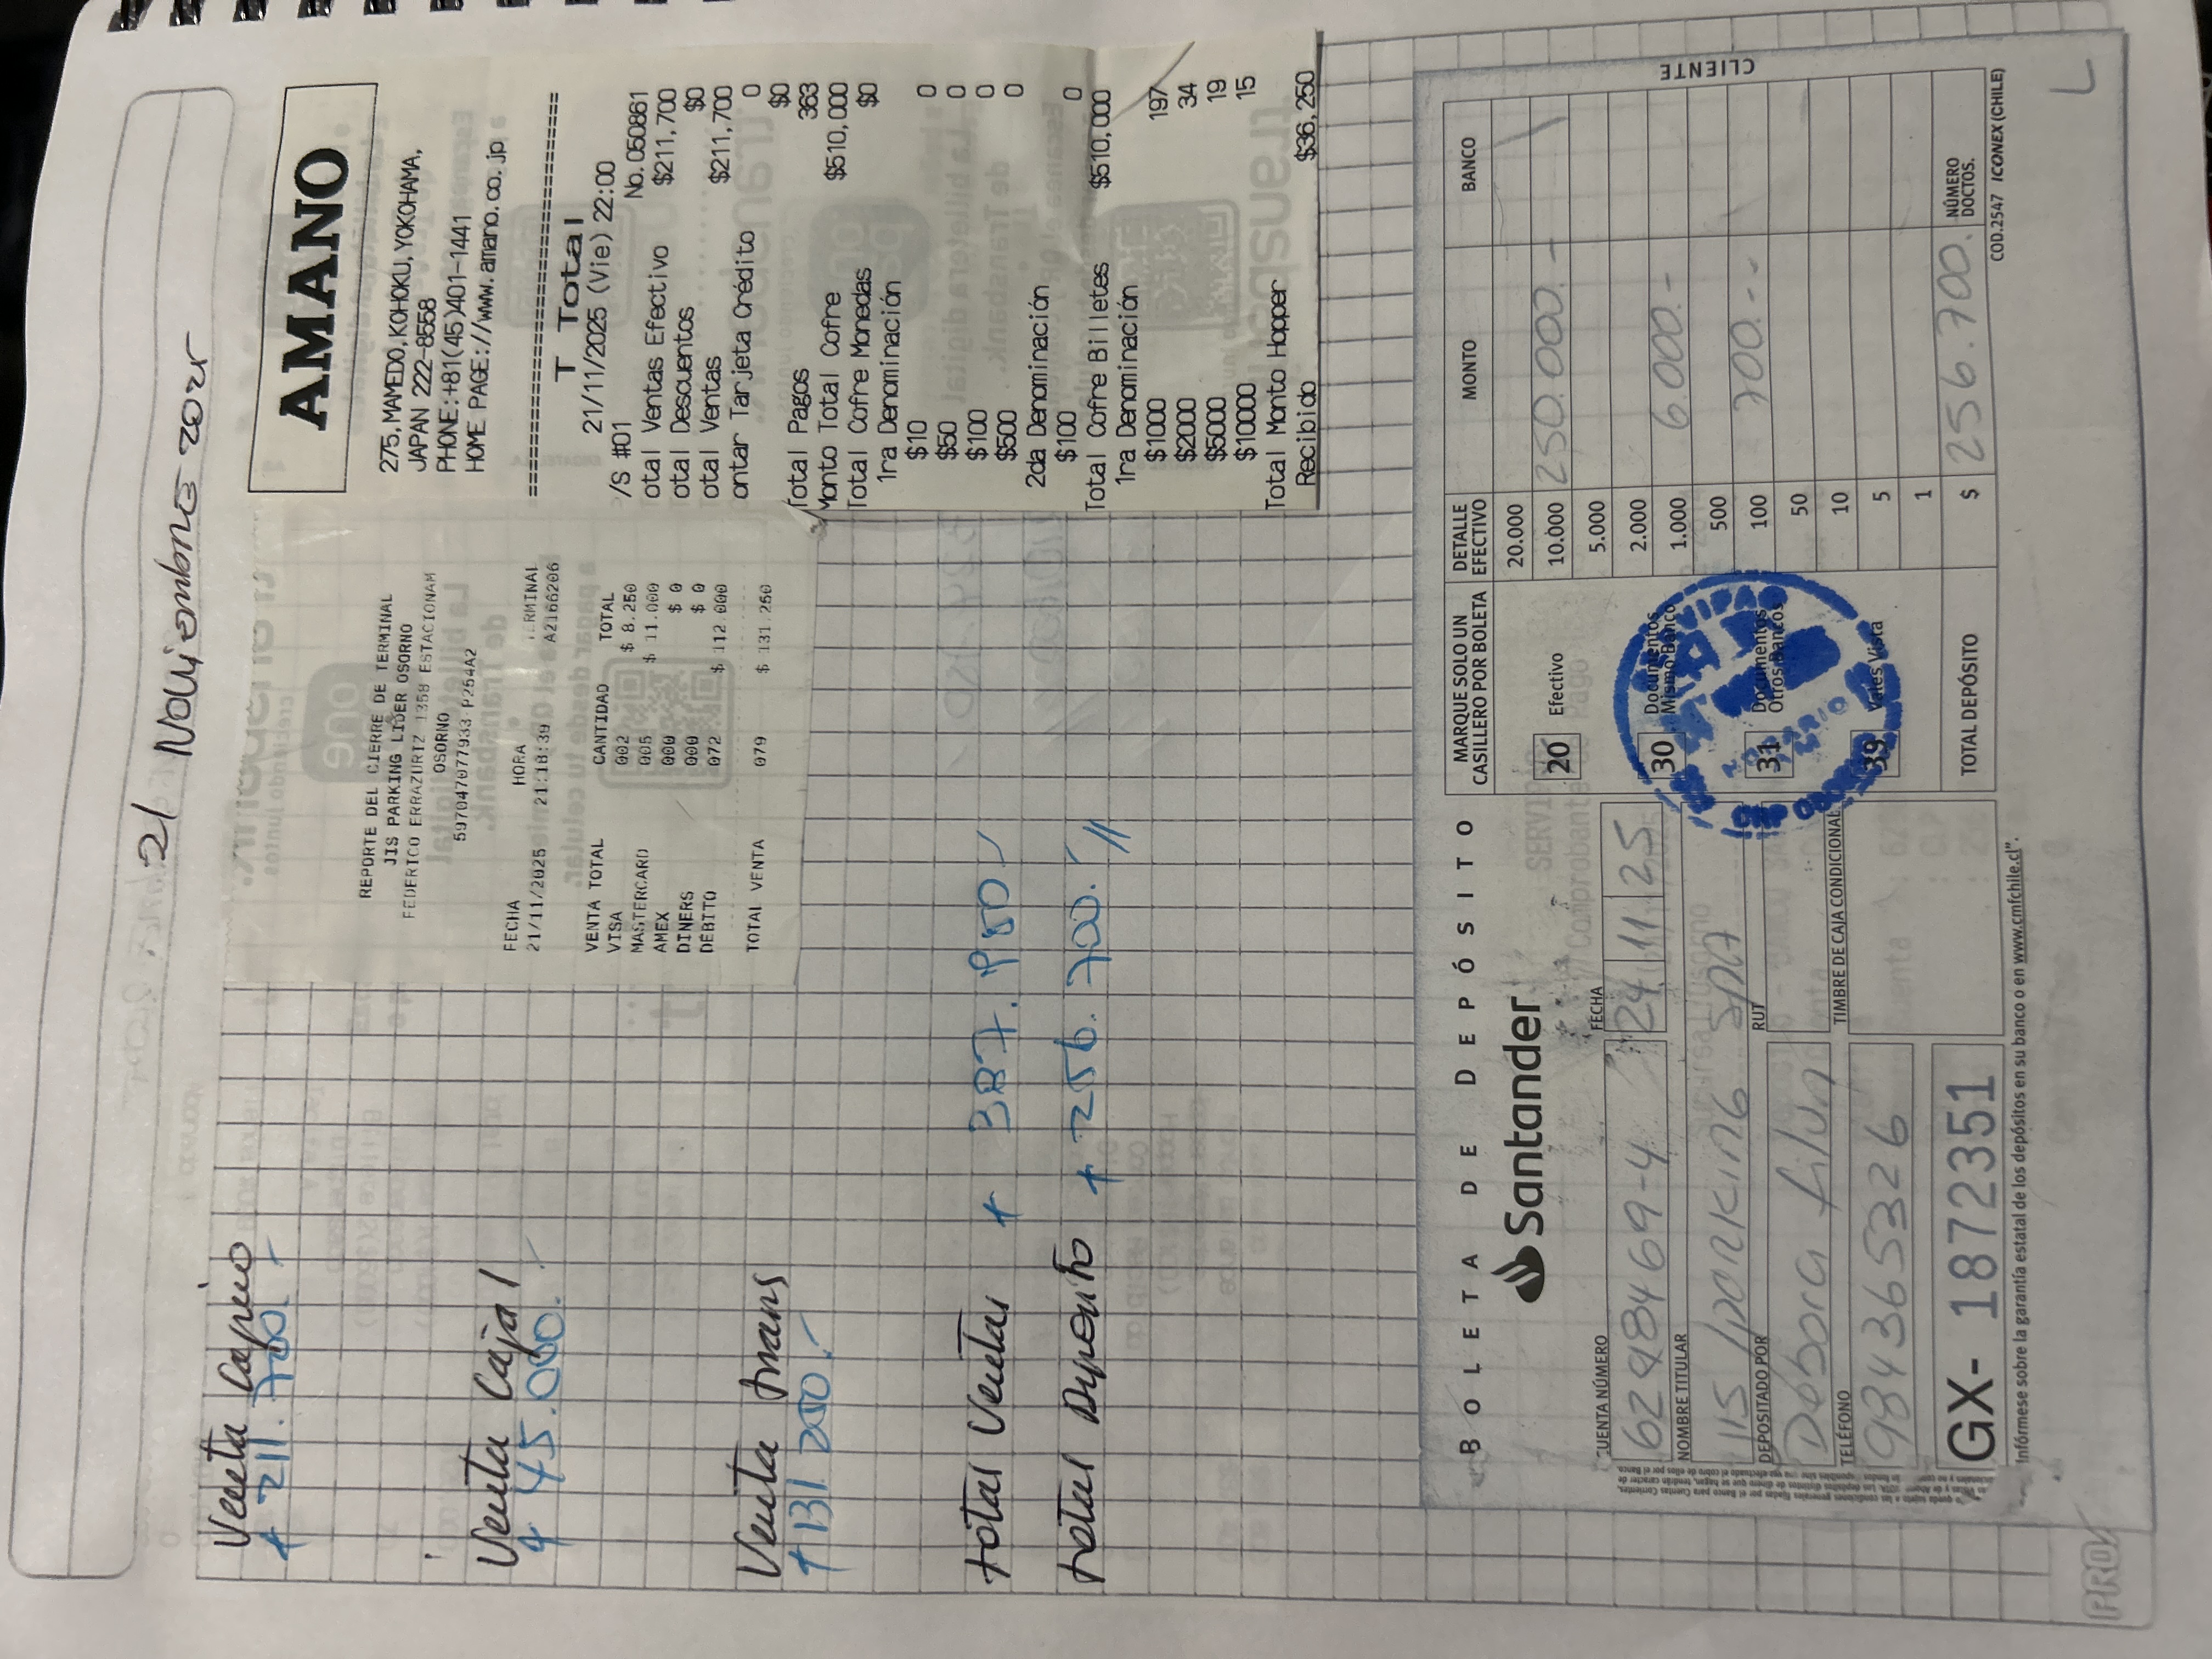 21 Noviembre 2025
Venta Cajero
+ 211.700.-
Venta Caja 1
+ 45.000.-
Venta trans
+ 131.250.-
total Ventas + 387.950.-
total Deposito + 256.700.-//
REPORTE DEL CIERRE DE TERMINAL
JIS PARKING LIDER OSORNO
FEDERICO ERRAZURIZ 1358 ESTACIONAM
OSORNO
597047077933 P254A2
FECHA HORA TERMINAL
21/11/2025 21:18:39 A2166206
VENTA TOTAL CANTIDAD TOTAL
VISA 002 $ 8.250
MASTERCARD 005 $ 11.000
AMEX 000 $ 0
DINERS 000 $ 0
DEBITO 072 $ 112.000
TOTAL VENTA 079 $ 131.250
AMANO
275, MAMEDO, KOHOKU, YOKOHAMA,
JAPAN 222-8558
PHONE:+81(45)401-1441
HOME PAGE://www.amano.co.jp
T Total
21/11/2025 (Vie) 22:00
/S #01 No.050861
otal Ventas Efectivo $211,700
otal Descuentos $0
otal Ventas $211,700
ontar Tarjeta Crédito 0
$0
Total Pagos 363
Monto Total Cofre $510,000
Total Cofre Monedas $0
1ra Denominación
$10 0
$50 0
$100 0
$500 0
2da Denominación
$100 0
Total Cofre Billetes $510,000
1ra Denominación
$1000 197
$2000 34
$5000 19
$10000 15
Total Monto Hopper
Recibido $36,250
BOLETA DE DEPÓSITO
Santander
CUENTA NÚMERO
FECHA
24 11 25
NOMBRE TITULAR
JIS parking SPA
DEPOSITADO POR
RUT
Debora
TELÉFONO
984365326
TIMBRE DE CAJA CONDICIONAL
GX- 1872351
Infórmese sobre la garantía estatal de los depósitos en su banco o en www.cmfchile.cl".
MARQUE SOLO UN CASILLERO POR BOLETA
20 Efectivo
30 Documentos Mismo Banco
31 Documentos Otros Bancos
39 Vales Vista
TOTAL DEPÓSITO
DETALLE EFECTIVO MONTO BANCO
20.000
10.000 250.000.-
5.000
2.000
1.000 6.000.-
500
100 700.-
50
10
5
1
$ 256.700. NÚMERO DOCTOS.
COD.2547 ICONEX (CHILE)
CLIENTE